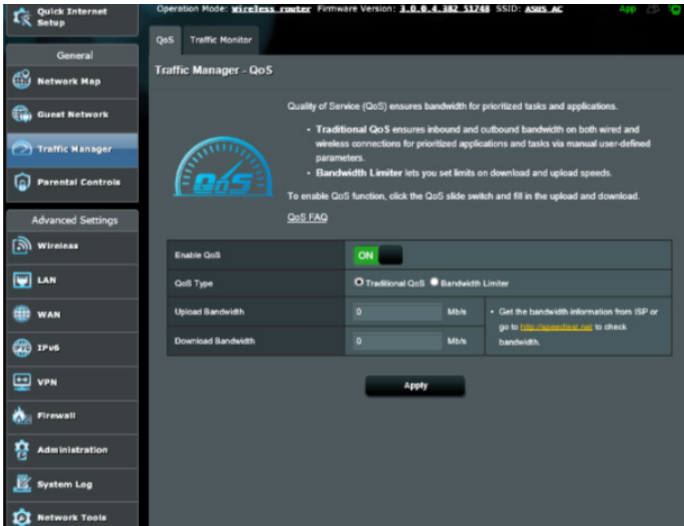 Quick Internet
Setup
Operation Mode: Wireless router Firmware Version: 3.0.0.4.382_51748 SSID: ASUS_AC
App
QoS Traffic Monitor
General
Network Map
Guest Network
Traffic Manager
Parental Controls
Advanced Settings
Wireless
LAN
WAN
IPv6
VPN
Firewall
Administration
System Log
Network Tools
Traffic Manager - QoS
QoS
Quality of Service (QoS) ensures bandwidth for prioritized tasks and applications.
• Traditional QoS ensures inbound and outbound bandwidth on both wired and
wireless connections for prioritized applications and tasks via manual user-defined
parameters.
• Bandwidth Limiter lets you set limits on download and upload speeds.
To enable QoS function, click the QoS slide switch and fill in the upload and download.
QoS FAQ
Enable QoS ON
QoS Type Traditional QoS Bandwidth Limiter
Upload Bandwidth 0 Mb/s
Download Bandwidth 0 Mb/s
• Get the bandwidth information from ISP or
go to http://speedtest.net to check
bandwidth.
Apply